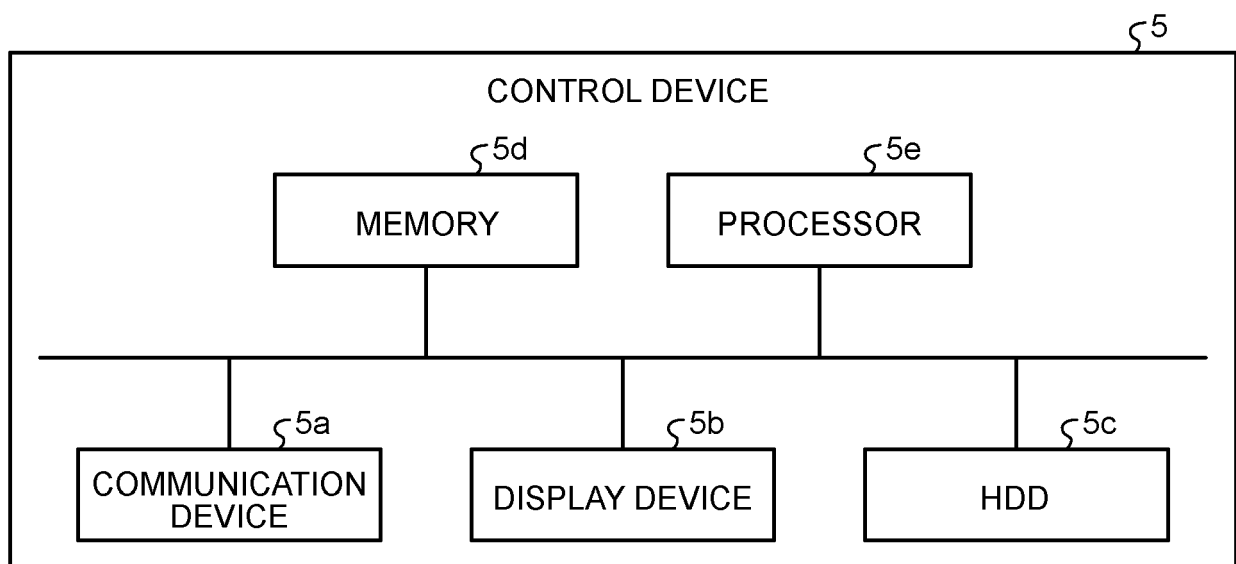 5
CONTROL DEVICE
5d
5e
MEMORY
PROCESSOR
5a
5b
5c
COMMUNICATION
DEVICE
DISPLAY DEVICE
HDD